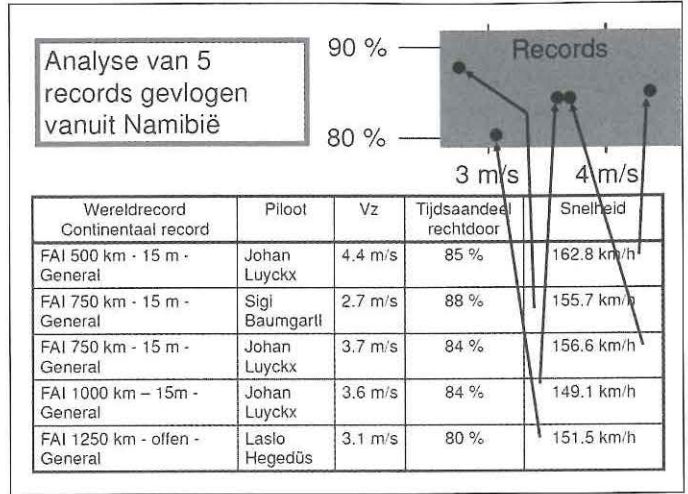 Analyse van 5
records gevlogen
vanuit Namibië
90 %
Records
80 %
3 m/s
4 m/s
Wereldrecord
Continentaal record
Piloot
Vz
Tijdsaandeel
rechtdoor
Snelheid
FAI 500 km - 15 m -
General
Johan
Luyckx
4.4 m/s
85 %
162.8 km/h
FAI 750 km - 15 m -
General
Sigi
Baumgartl
2.7 m/s
88 %
155.7 km/h
FAI 750 km - 15 m -
General
Johan
Luyckx
3.7 m/s
84 %
156.6 km/h
FAI 1000 km – 15m -
General
Johan
Luyckx
3.6 m/s
84 %
149.1 km/h
FAI 1250 km - offen -
General
Laslo
Hegedüs
3.1 m/s
80 %
151.5 km/h